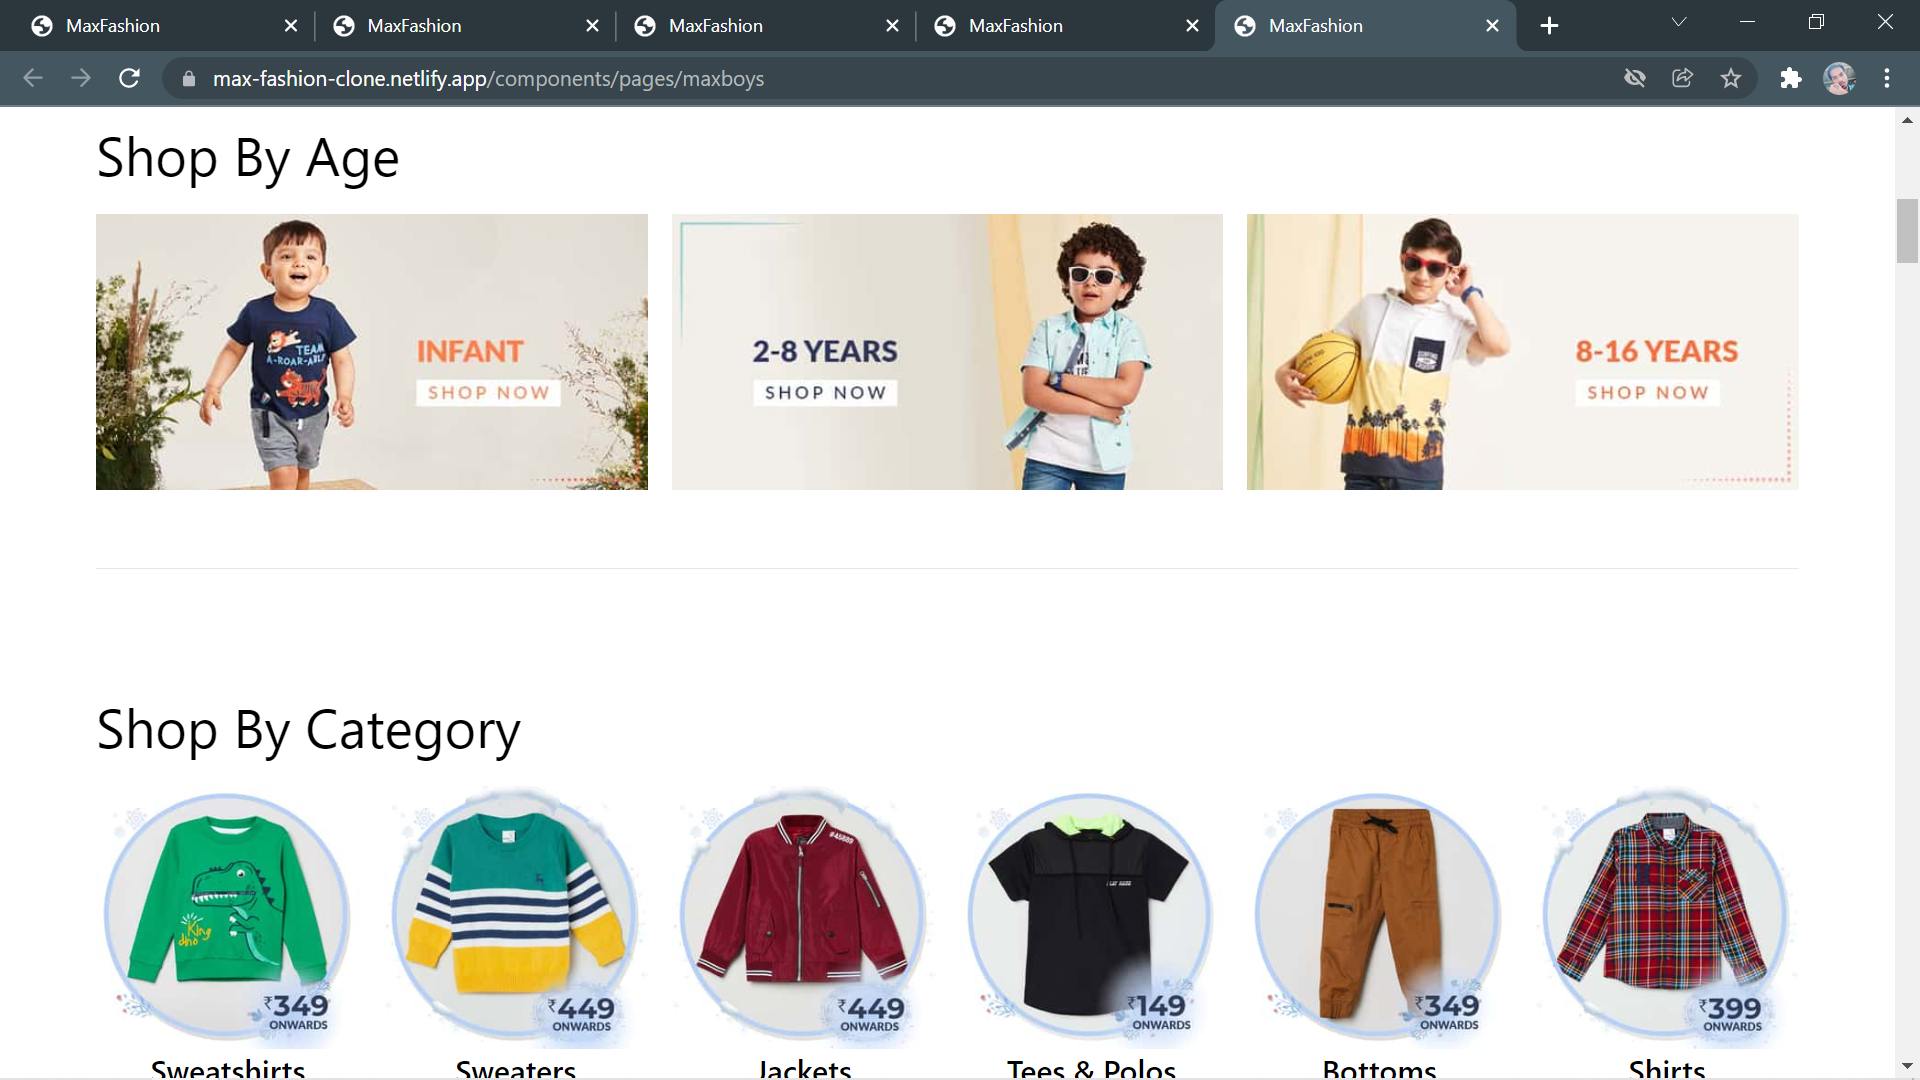 MaxFashion
MaxFashion
MaxFashion
MaxFashion
MaxFashion
max-fashion-clone.netlify.app/components/pages/maxboys
Shop By Age
TEAM
A-ROAR-ABLE
INFANT
SHOP NOW
2-8 YEARS
SHOP NOW
8-16 YEARS
SHOP NOW
Shop By Category
King
dino
₹349
ONWARDS
₹449
ONWARDS
#45889
₹449
ONWARDS
₹149
ONWARDS
₹349
ONWARDS
₹399
ONWARDS
Sweatshirts
Sweaters
Jackets
Tees & Polos
Bottoms
Shirts